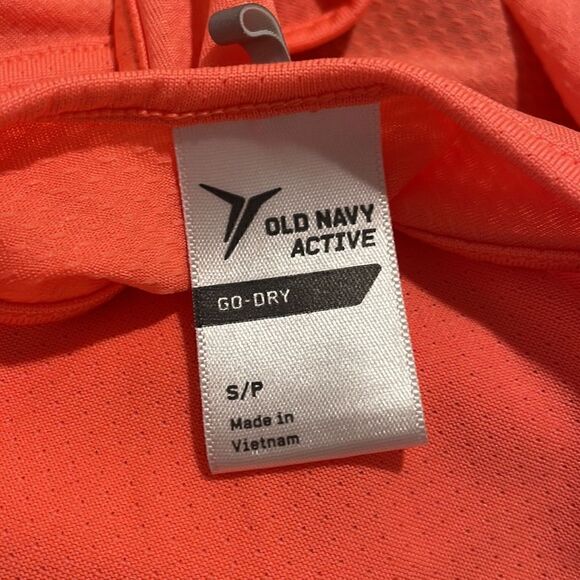 OLD NAVY
ACTIVE
GO-DRY
S/P
Made in
Vietnam